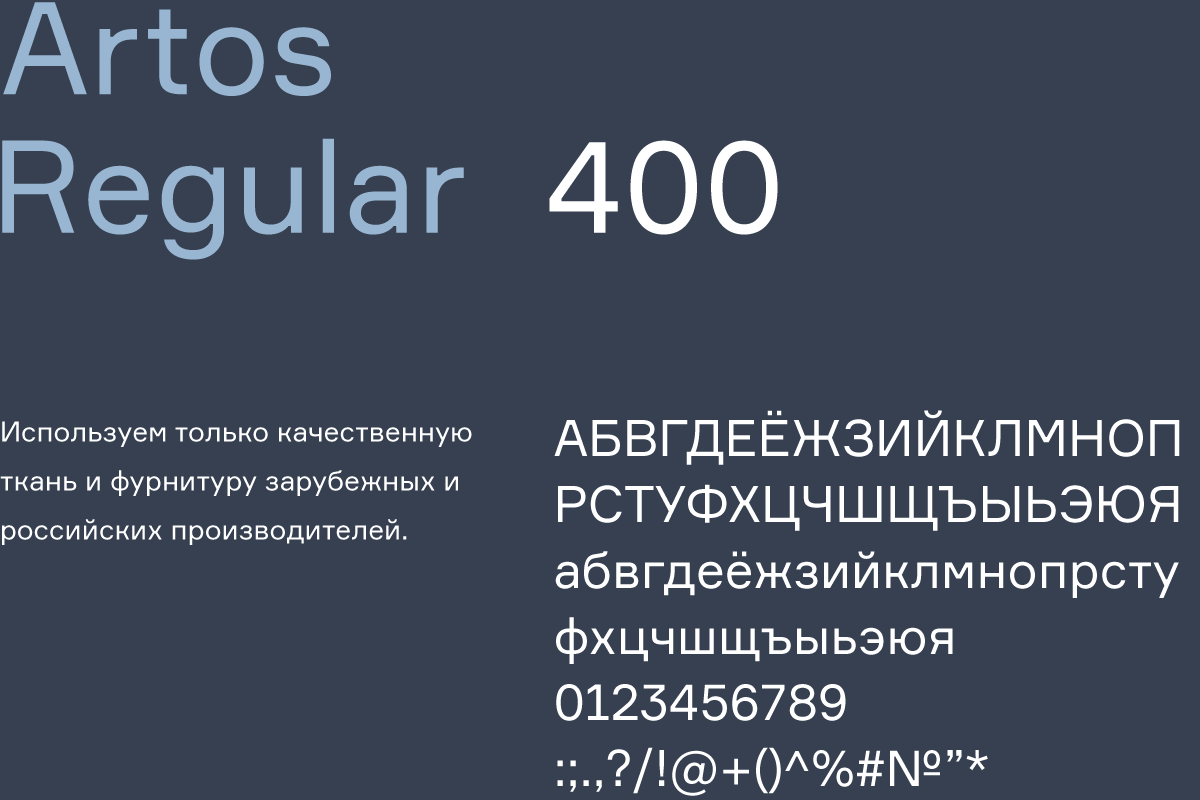 Artos
Regular 400
Используем только качественную
ткань и фурнитуру зарубежных и
российских производителей.
АБВГДЕЁЖЗИЙКЛМНОП
РСТУФХЦЧШЩЪЫЬЭЮЯ
абвгдеёжзийклмнопрсту
фхцчшщъыьэюя
0123456789
:;.,?/!@+()^%#№”*